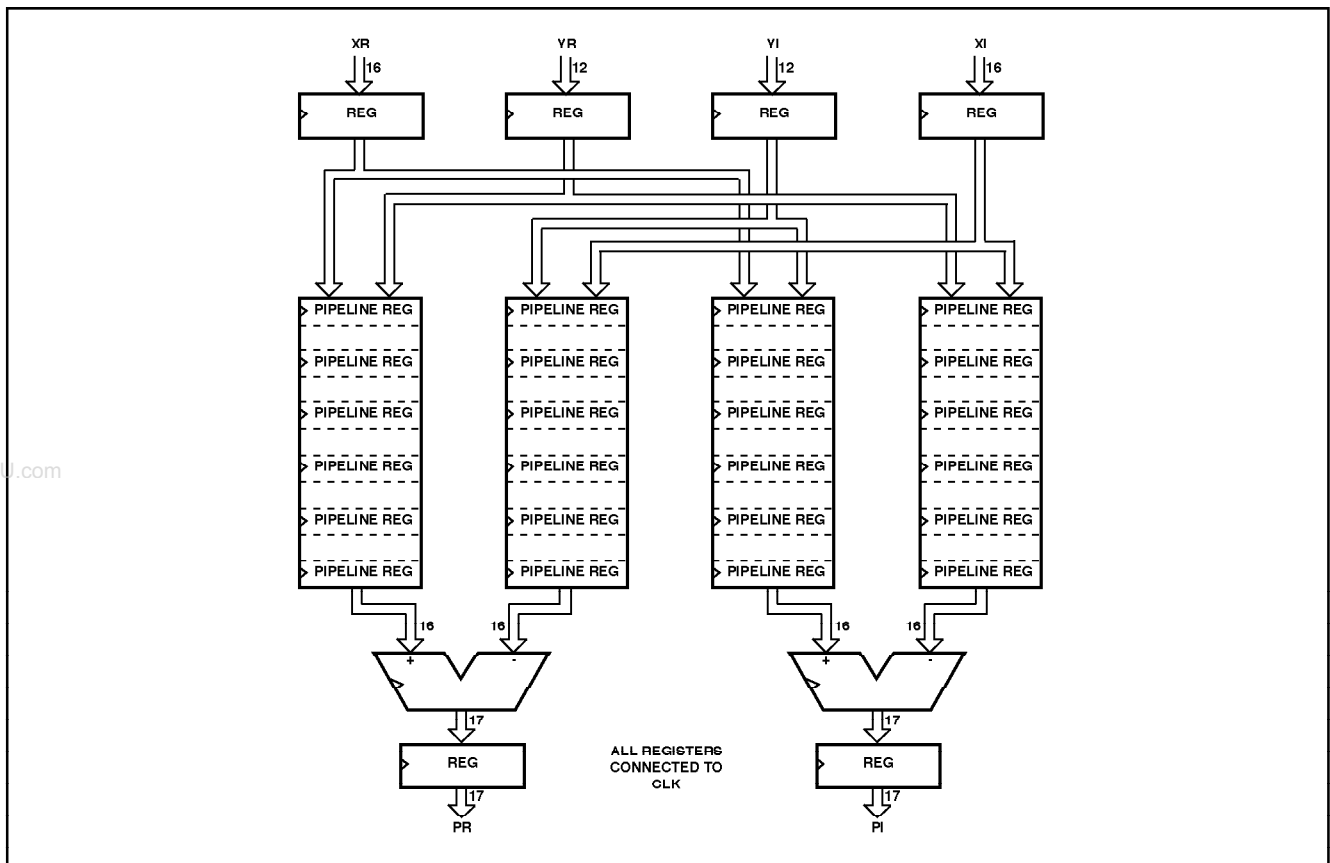 XR YR YI XI
16 12 12 16
REG REG REG REG
PIPELINE REG PIPELINE REG PIPELINE REG PIPELINE REG
PIPELINE REG PIPELINE REG PIPELINE REG PIPELINE REG
PIPELINE REG PIPELINE REG PIPELINE REG PIPELINE REG
U.com
PIPELINE REG PIPELINE REG PIPELINE REG PIPELINE REG
PIPELINE REG PIPELINE REG PIPELINE REG PIPELINE REG
PIPELINE REG PIPELINE REG PIPELINE REG PIPELINE REG
16 16 16 16
+ - + -
17 17
REG REG
ALL REGISTERS
CONNECTED TO
CLK
17 17
PR PI